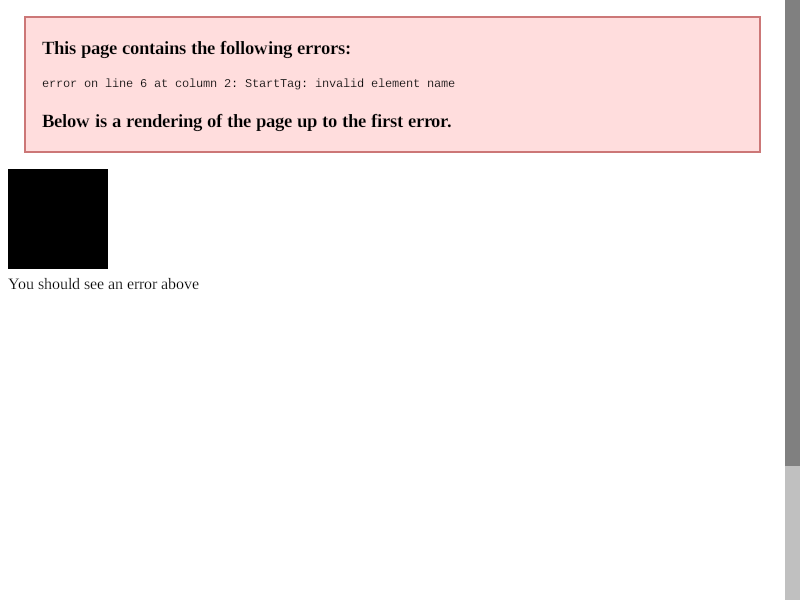 This page contains the following errors:
error on line 6 at column 2: StartTag: invalid element name
Below is a rendering of the page up to the first error.
You should see an error above